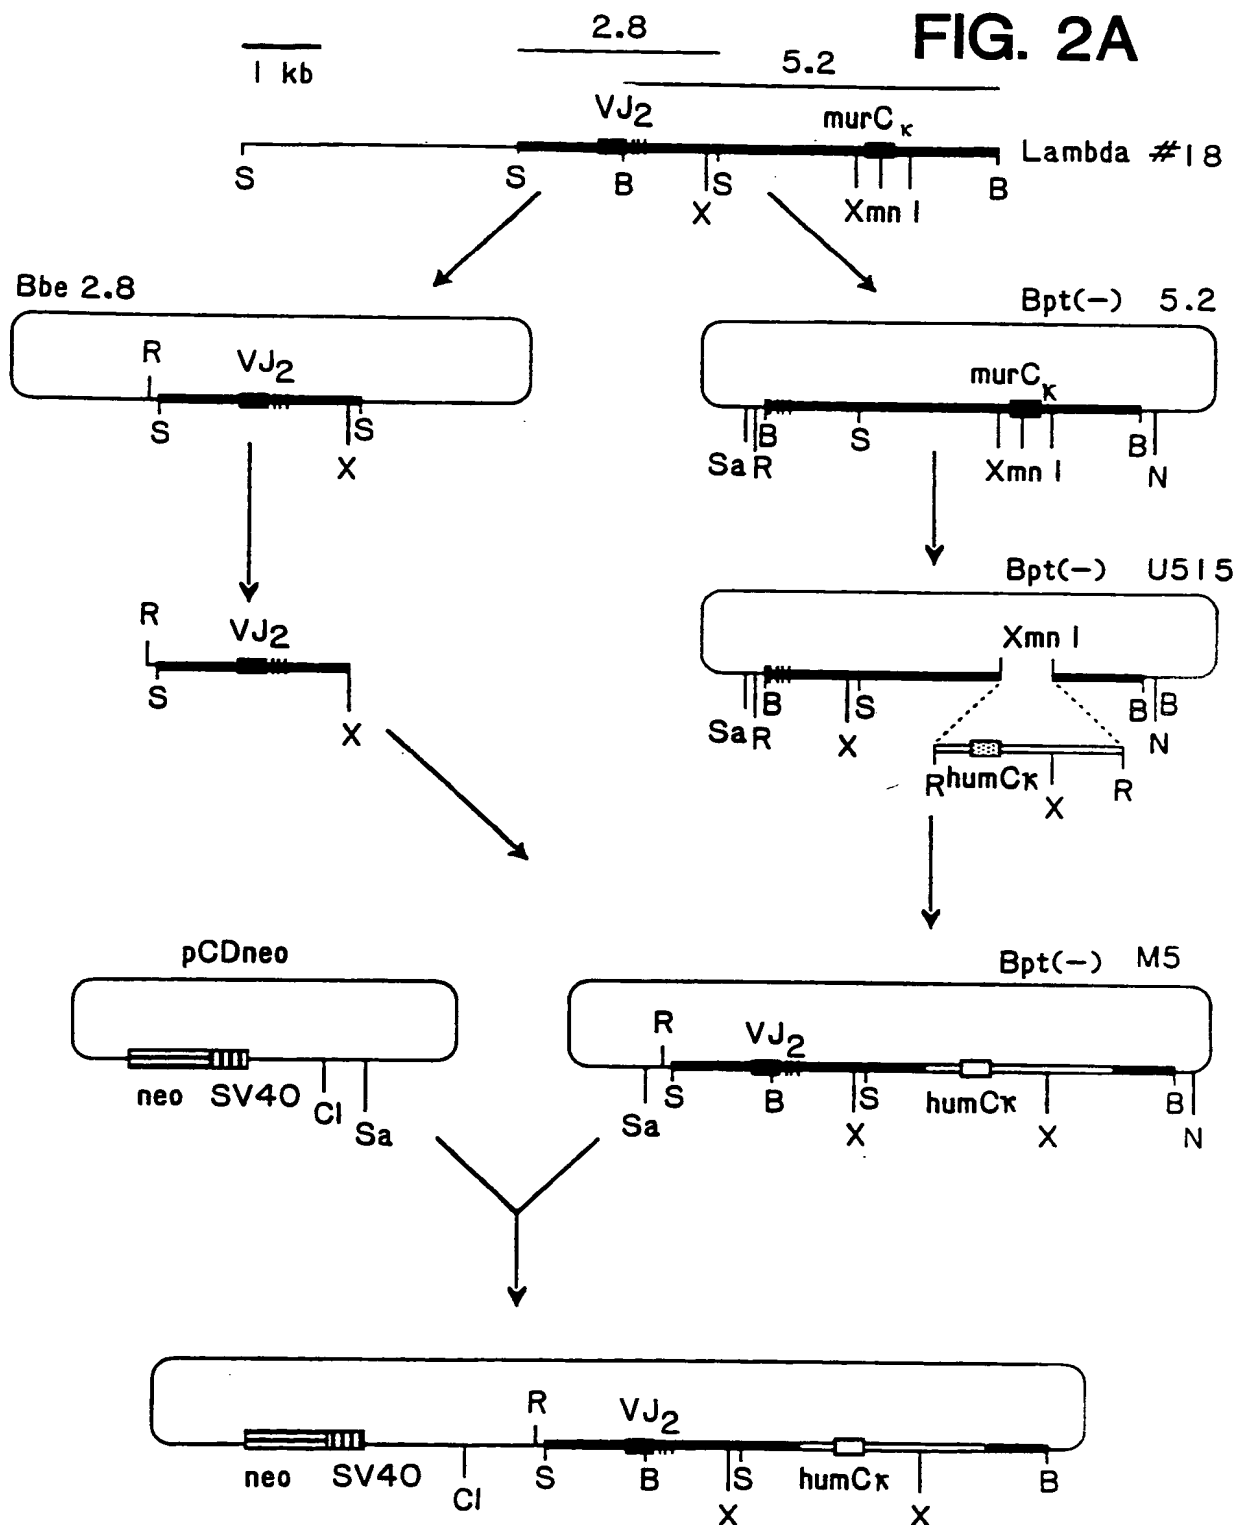 FIG. 2A
1 kb
2.8
5.2
VJ2
murCκ
Lambda #18
S S B X S Xmn I B
Bbe 2.8
R
VJ2
S S
X
Bpt(-) 5.2
murCκ
B S B
Sa R Xmn I N
R
VJ2
S
X
Bpt(-) U515
Xmn I
B S B B
Sa R X N
R humCκ X R
pCDneo
neo SV40 Cl Sa
Bpt(-) M5
R
VJ2
S B S humCκ B
Sa X X N
R
VJ2
neo SV40 S B S humCκ B
Cl X X